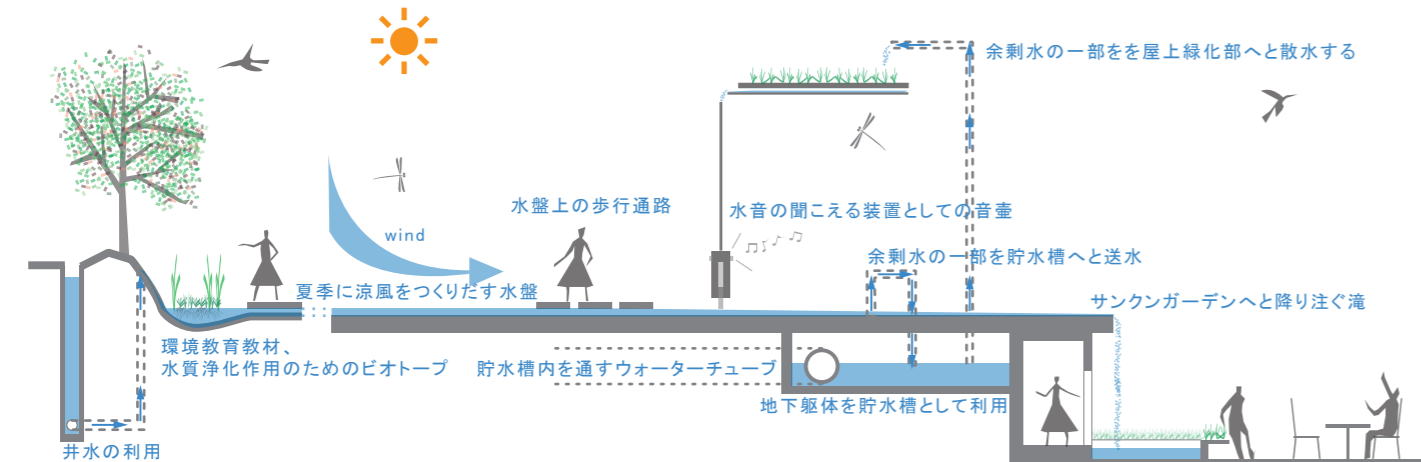 余剰水の一部をを屋上緑化部へと散水する
水盤上の歩行通路
水音の聞こえる装置としての音壷
wind
余剰水の一部を貯水槽へと送水
夏季に涼風をつくりだす水盤
サンクンガーデンへと降り注ぐ滝
環境教育教材、
水質浄化作用のためのビオトープ
貯水槽内を通すウォーターチューブ
地下躯体を貯水槽として利用
井水の利用